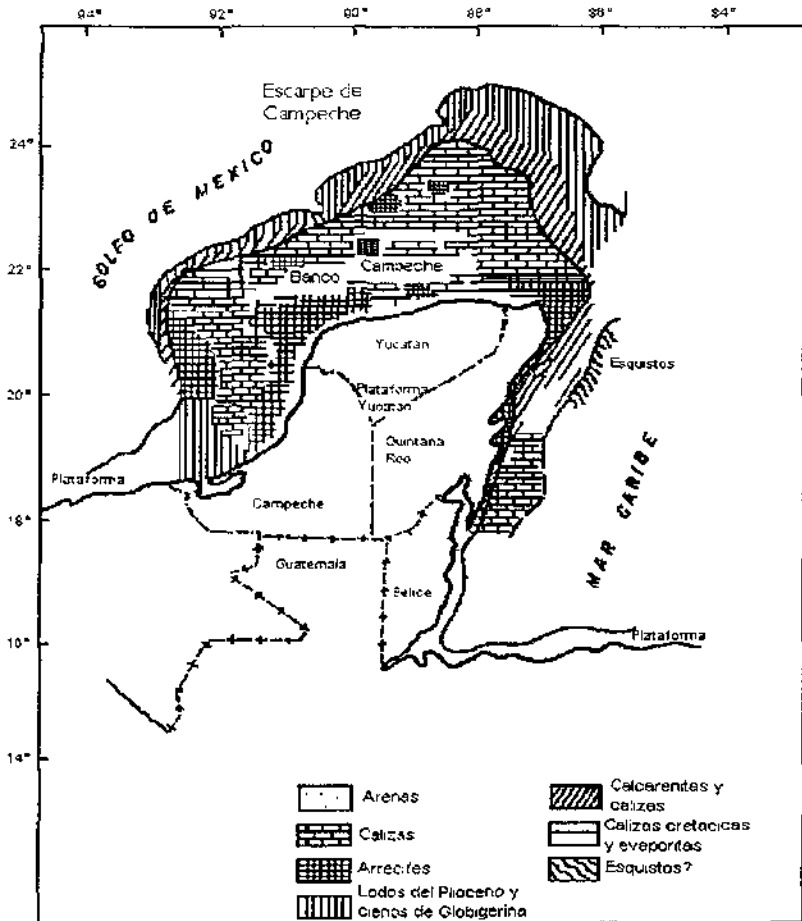 94°
92°
90°
88°
86°
84°
Escarpe de
Campeche
24°
GOLFO DE MEXICO
22°
Banco
Campeche
Yucatán
Esquistos
20°
Plataforma
Yucatán
Quintana
Roo
Plataforma
Campeche
18°
MAR CARIBE
Guatemala
Belice
16°
Plataforma
14°
Arenas
Calizas
Arrecifes
Lodos del Plioceno y
cienos de Globigerina
Calcarenitas y
calizas
Calizas cretacicas
y evaporitas
Esquistos?